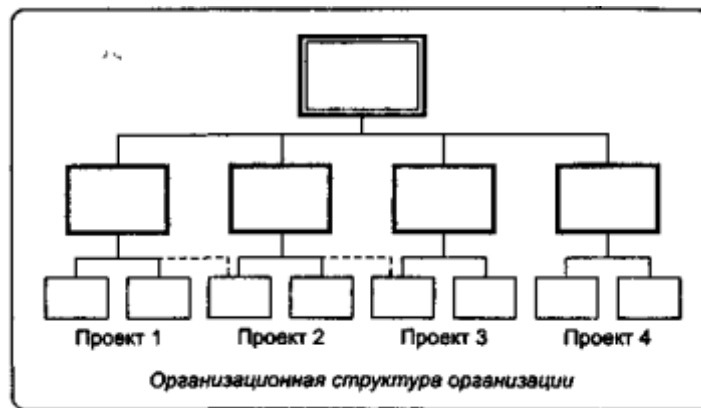 Проект 1 Проект 2 Проект 3 Проект 4
Организационная структура организации